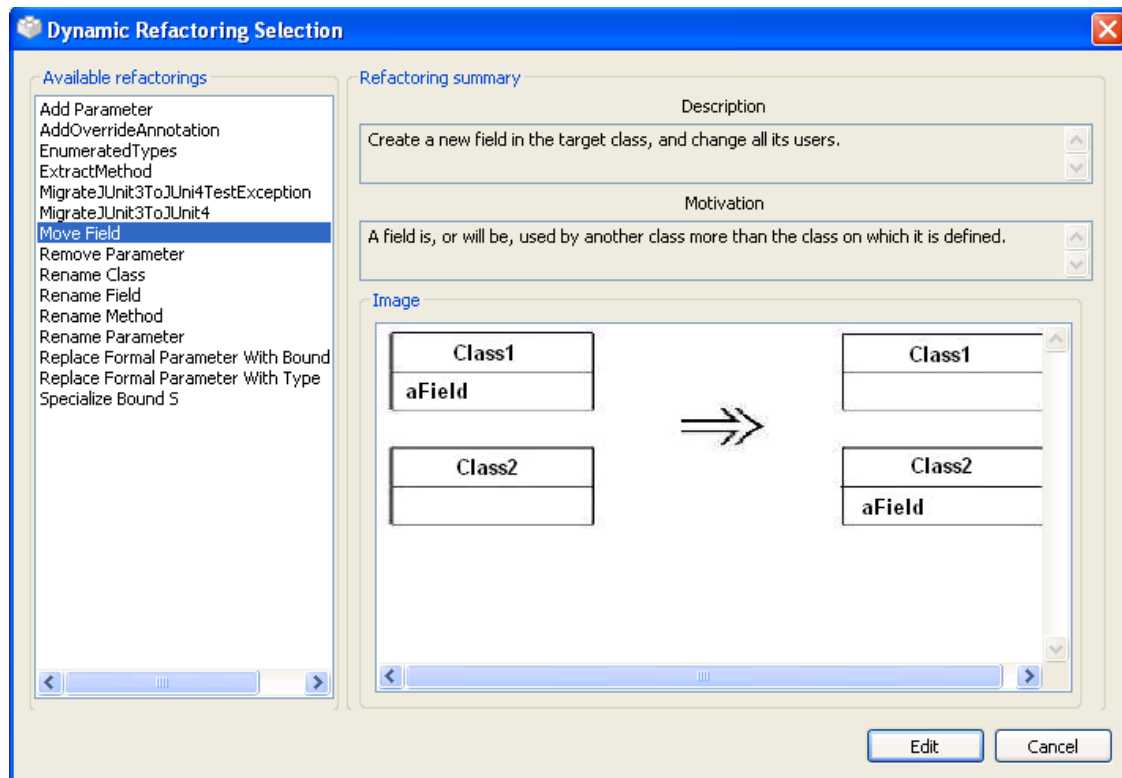 Dynamic Refactoring Selection
Available refactorings
Add Parameter
AddOverrideAnnotation
EnumeratedTypes
ExtractMethod
MigrateJUnit3ToJUni4TestException
MigrateJUnit3ToJUnit4
Move Field
Remove Parameter
Rename Class
Rename Field
Rename Method
Rename Parameter
Replace Formal Parameter With Bound
Replace Formal Parameter With Type
Specialize Bound S
Refactoring summary
Description
Create a new field in the target class, and change all its users.
Motivation
A field is, or will be, used by another class more than the class on which it is defined.
Image
Class1
aField
Class2
Class1
Class2
aField
Edit
Cancel